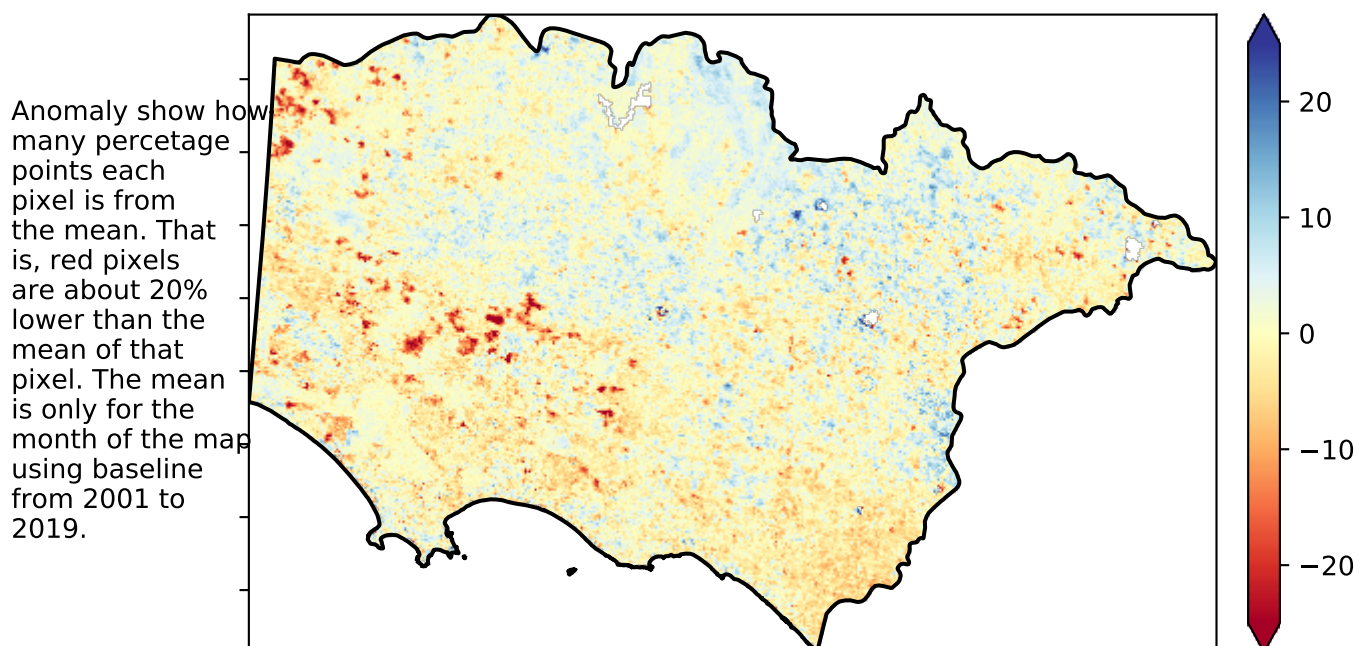 Anomaly show how
many percetage
points each
pixel is from
the mean. That
is, red pixels
are about 20%
lower than the
mean of that
pixel. The mean
is only for the
month of the map
using baseline
from 2001 to
2019.
20
10
0
−10
−20